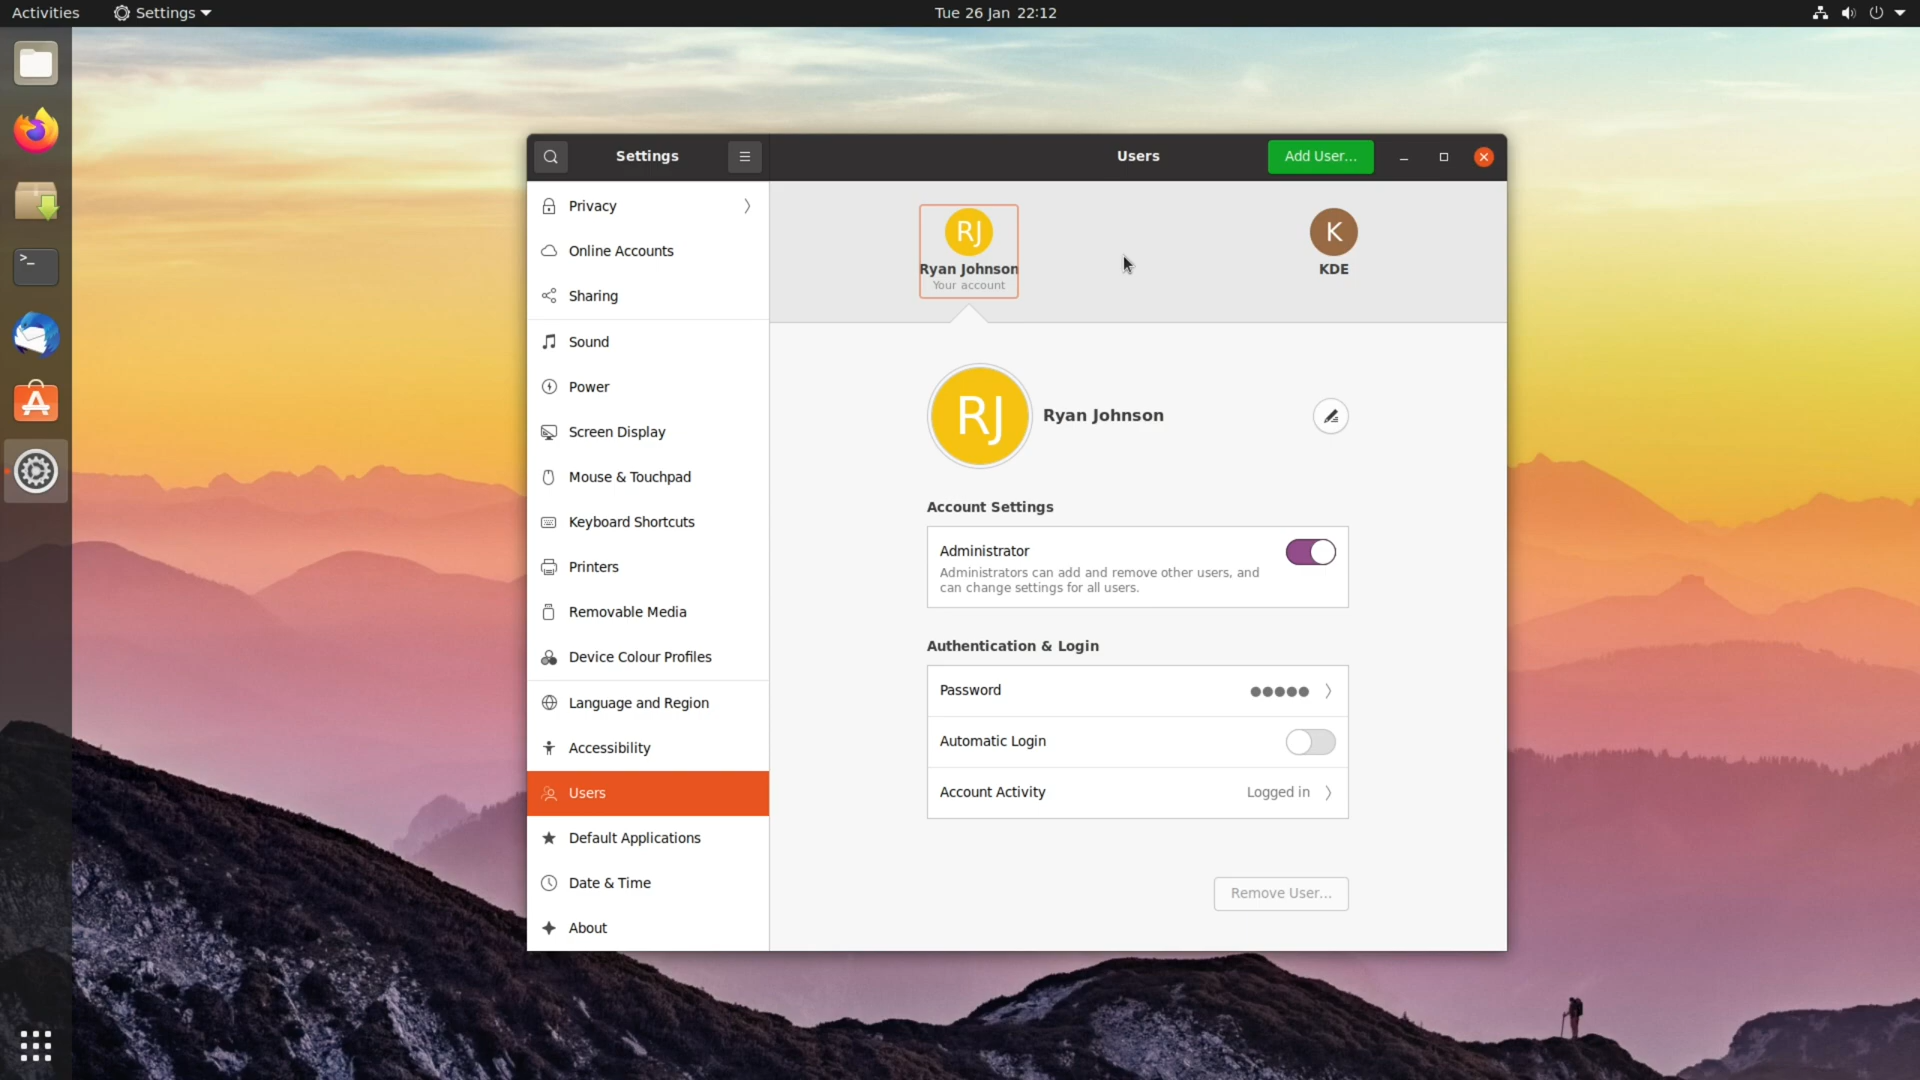 Activities
Settings
Tue 26 Jan 22:12
Settings
Users
Add User...
Privacy
Online Accounts
Sharing
Sound
Power
Screen Display
Mouse & Touchpad
Keyboard Shortcuts
Printers
Removable Media
Device Colour Profiles
Language and Region
Accessibility
Users
Default Applications
Date & Time
About
RJ
Ryan Johnson
Your account
K
KDE
RJ
Ryan Johnson
Account Settings
Administrator
Administrators can add and remove other users, and
can change settings for all users.
Authentication & Login
Password ●●●●●
Automatic Login
Account Activity Logged in
Remove User...